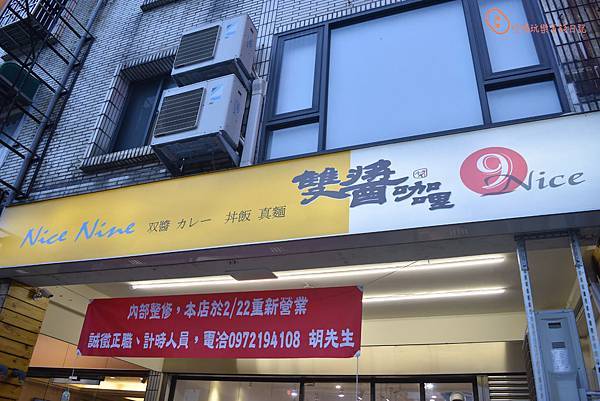 Nice Nine 双醬 カレー 丼飯 真麵 雙醬咖哩 9 Nice
內部整修，本店於2/22重新營業
誠徵正職、計時人員，電洽0972194108 胡先生